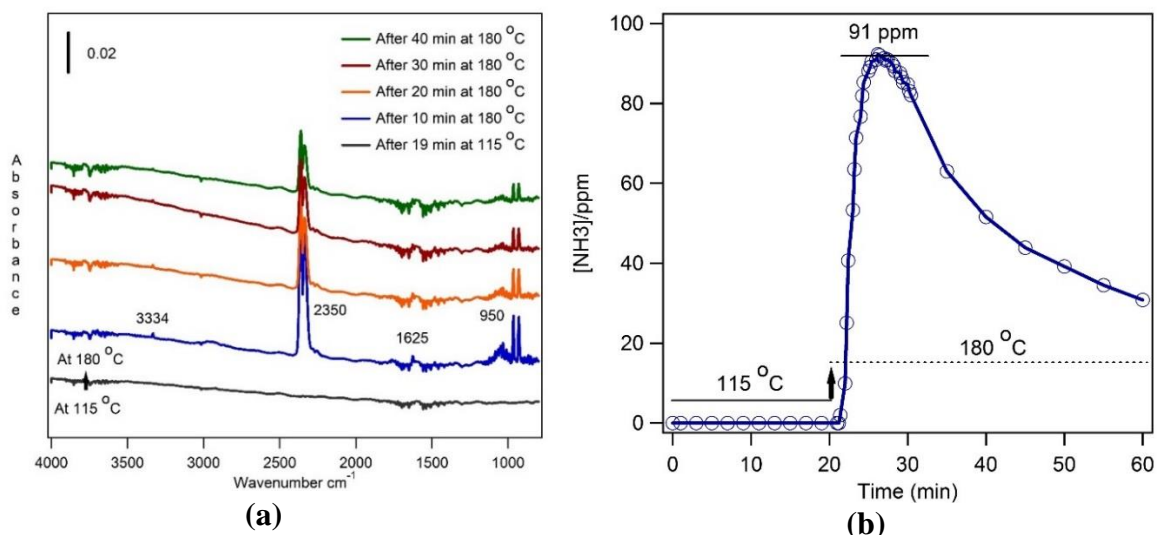 0.02
After 40 min at 180 °C
After 30 min at 180 °C
After 20 min at 180 °C
After 10 min at 180 °C
After 19 min at 115 °C
Absorbance
3334
2350
1625
950
At 180 °C
At 115 °C
4000 3500 3000 2500 2000 1500 1000
Wavenumber cm⁻¹
(a)
100
80
60
40
20
0
[NH3]/ppm
91 ppm
180 °C
115 °C
0 10 20 30 40 50 60
Time (min)
(b)